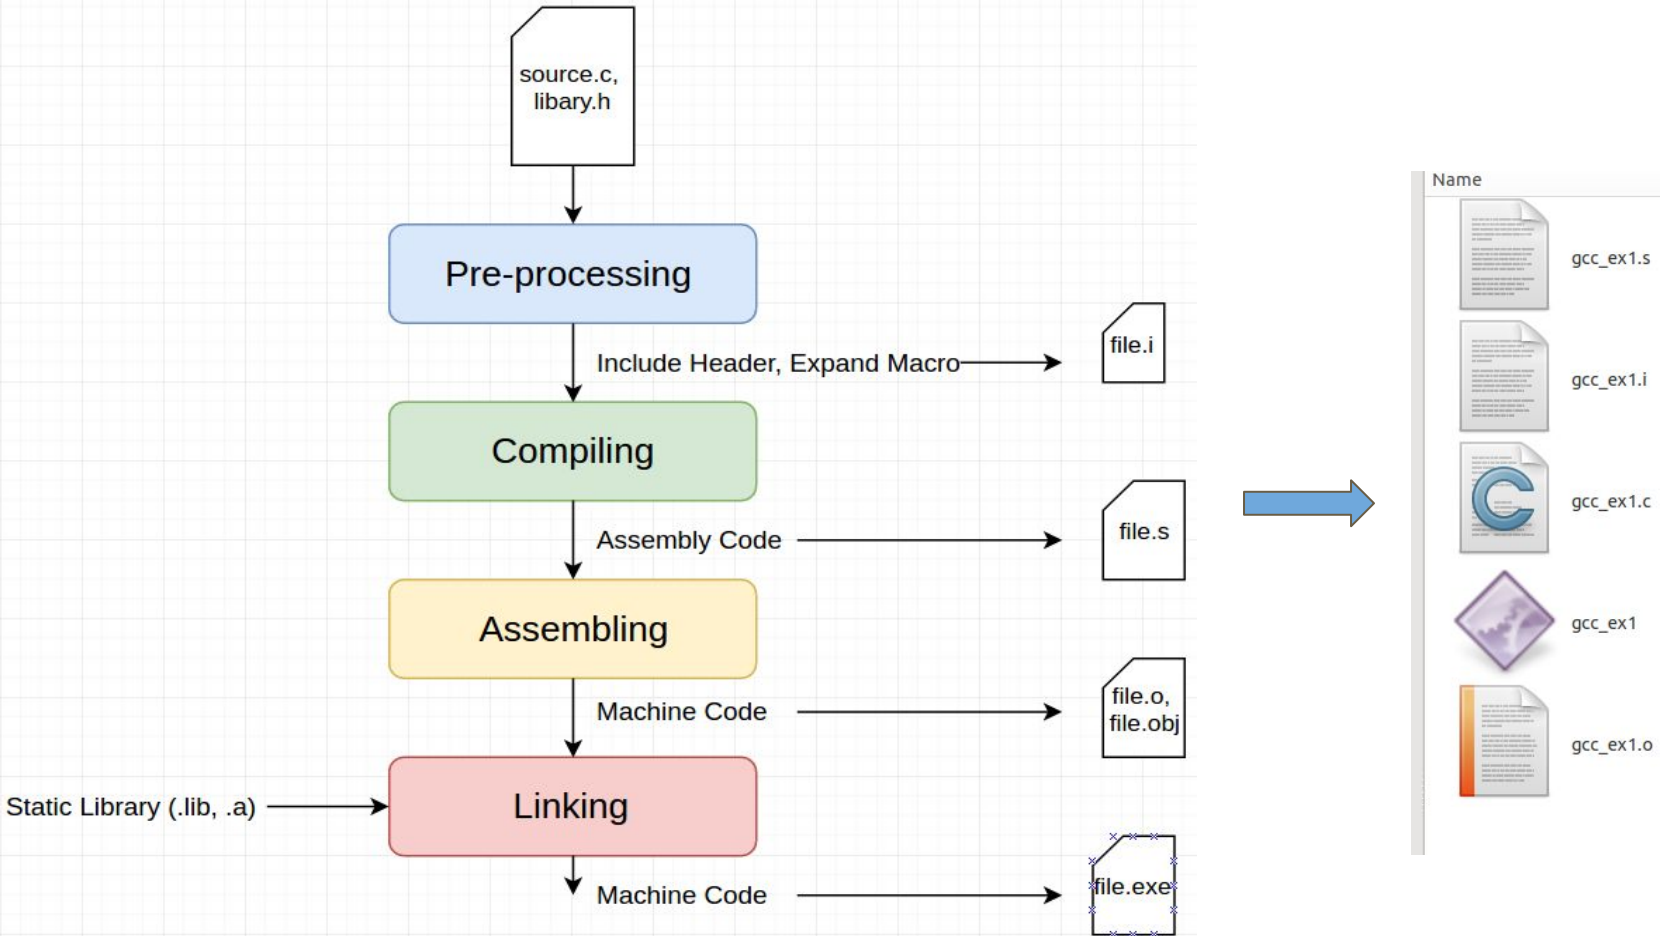 source.c,
libary.h
Pre-processing
Include Header, Expand Macro
file.i
Compiling
Assembly Code
file.s
Assembling
Machine Code
file.o,
file.obj
Static Library (.lib, .a)
Linking
Machine Code
file.exe
Name
gcc_ex1.s
gcc_ex1.i
gcc_ex1.c
gcc_ex1
gcc_ex1.o